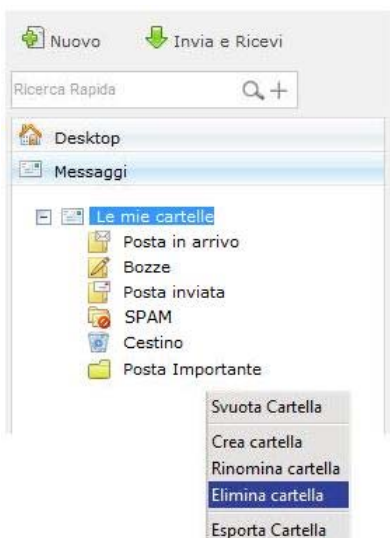 Nuovo Invia e Ricevi
Ricerca Rapida
Desktop
Messaggi
Le mie cartelle
Posta in arrivo
Bozze
Posta inviata
SPAM
Cestino
Posta Importante
Svuota Cartella
Crea cartella
Rinomina cartella
Elimina cartella
Esporta Cartella